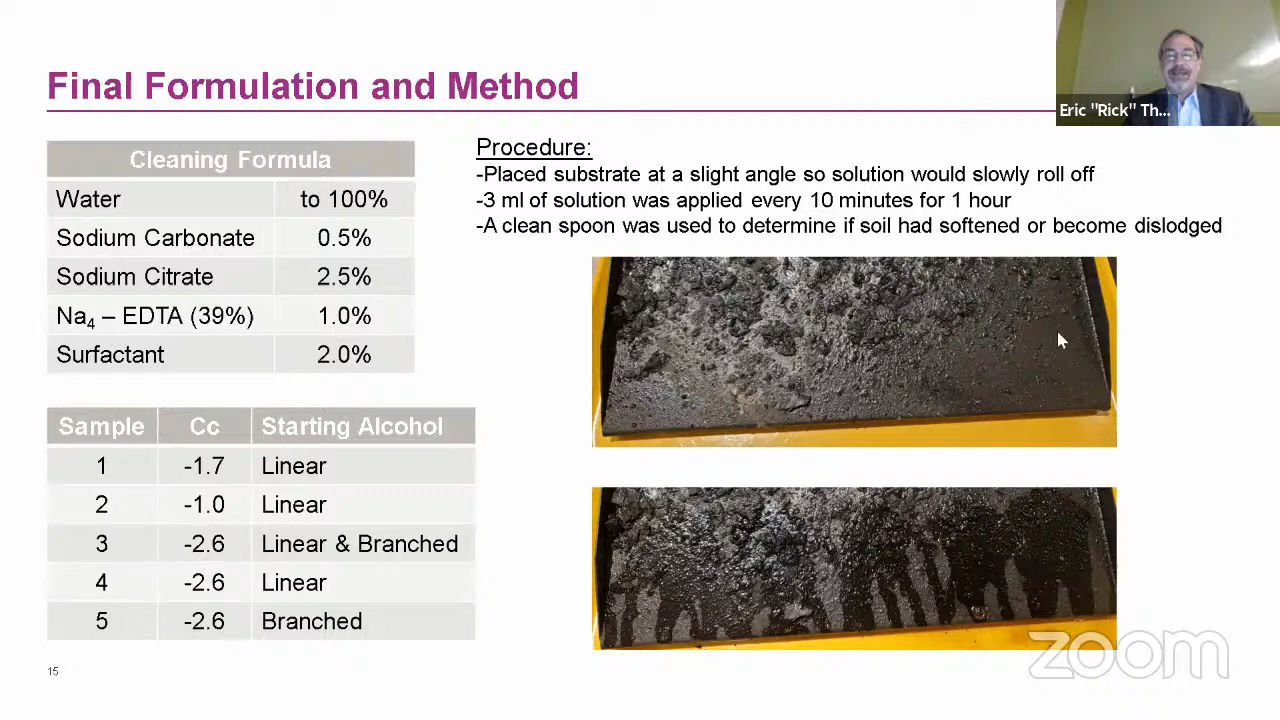 Final Formulation and Method
Eric "Rick" Th...
Cleaning Formula
Water to 100%
Sodium Carbonate 0.5%
Sodium Citrate 2.5%
Na₄ – EDTA (39%) 1.0%
Surfactant 2.0%
Procedure:
-Placed substrate at a slight angle so solution would slowly roll off
-3 ml of solution was applied every 10 minutes for 1 hour
-A clean spoon was used to determine if soil had softened or become dislodged
Sample Cc Starting Alcohol
1 -1.7 Linear
2 -1.0 Linear
3 -2.6 Linear & Branched
4 -2.6 Linear
5 -2.6 Branched
15
zoom